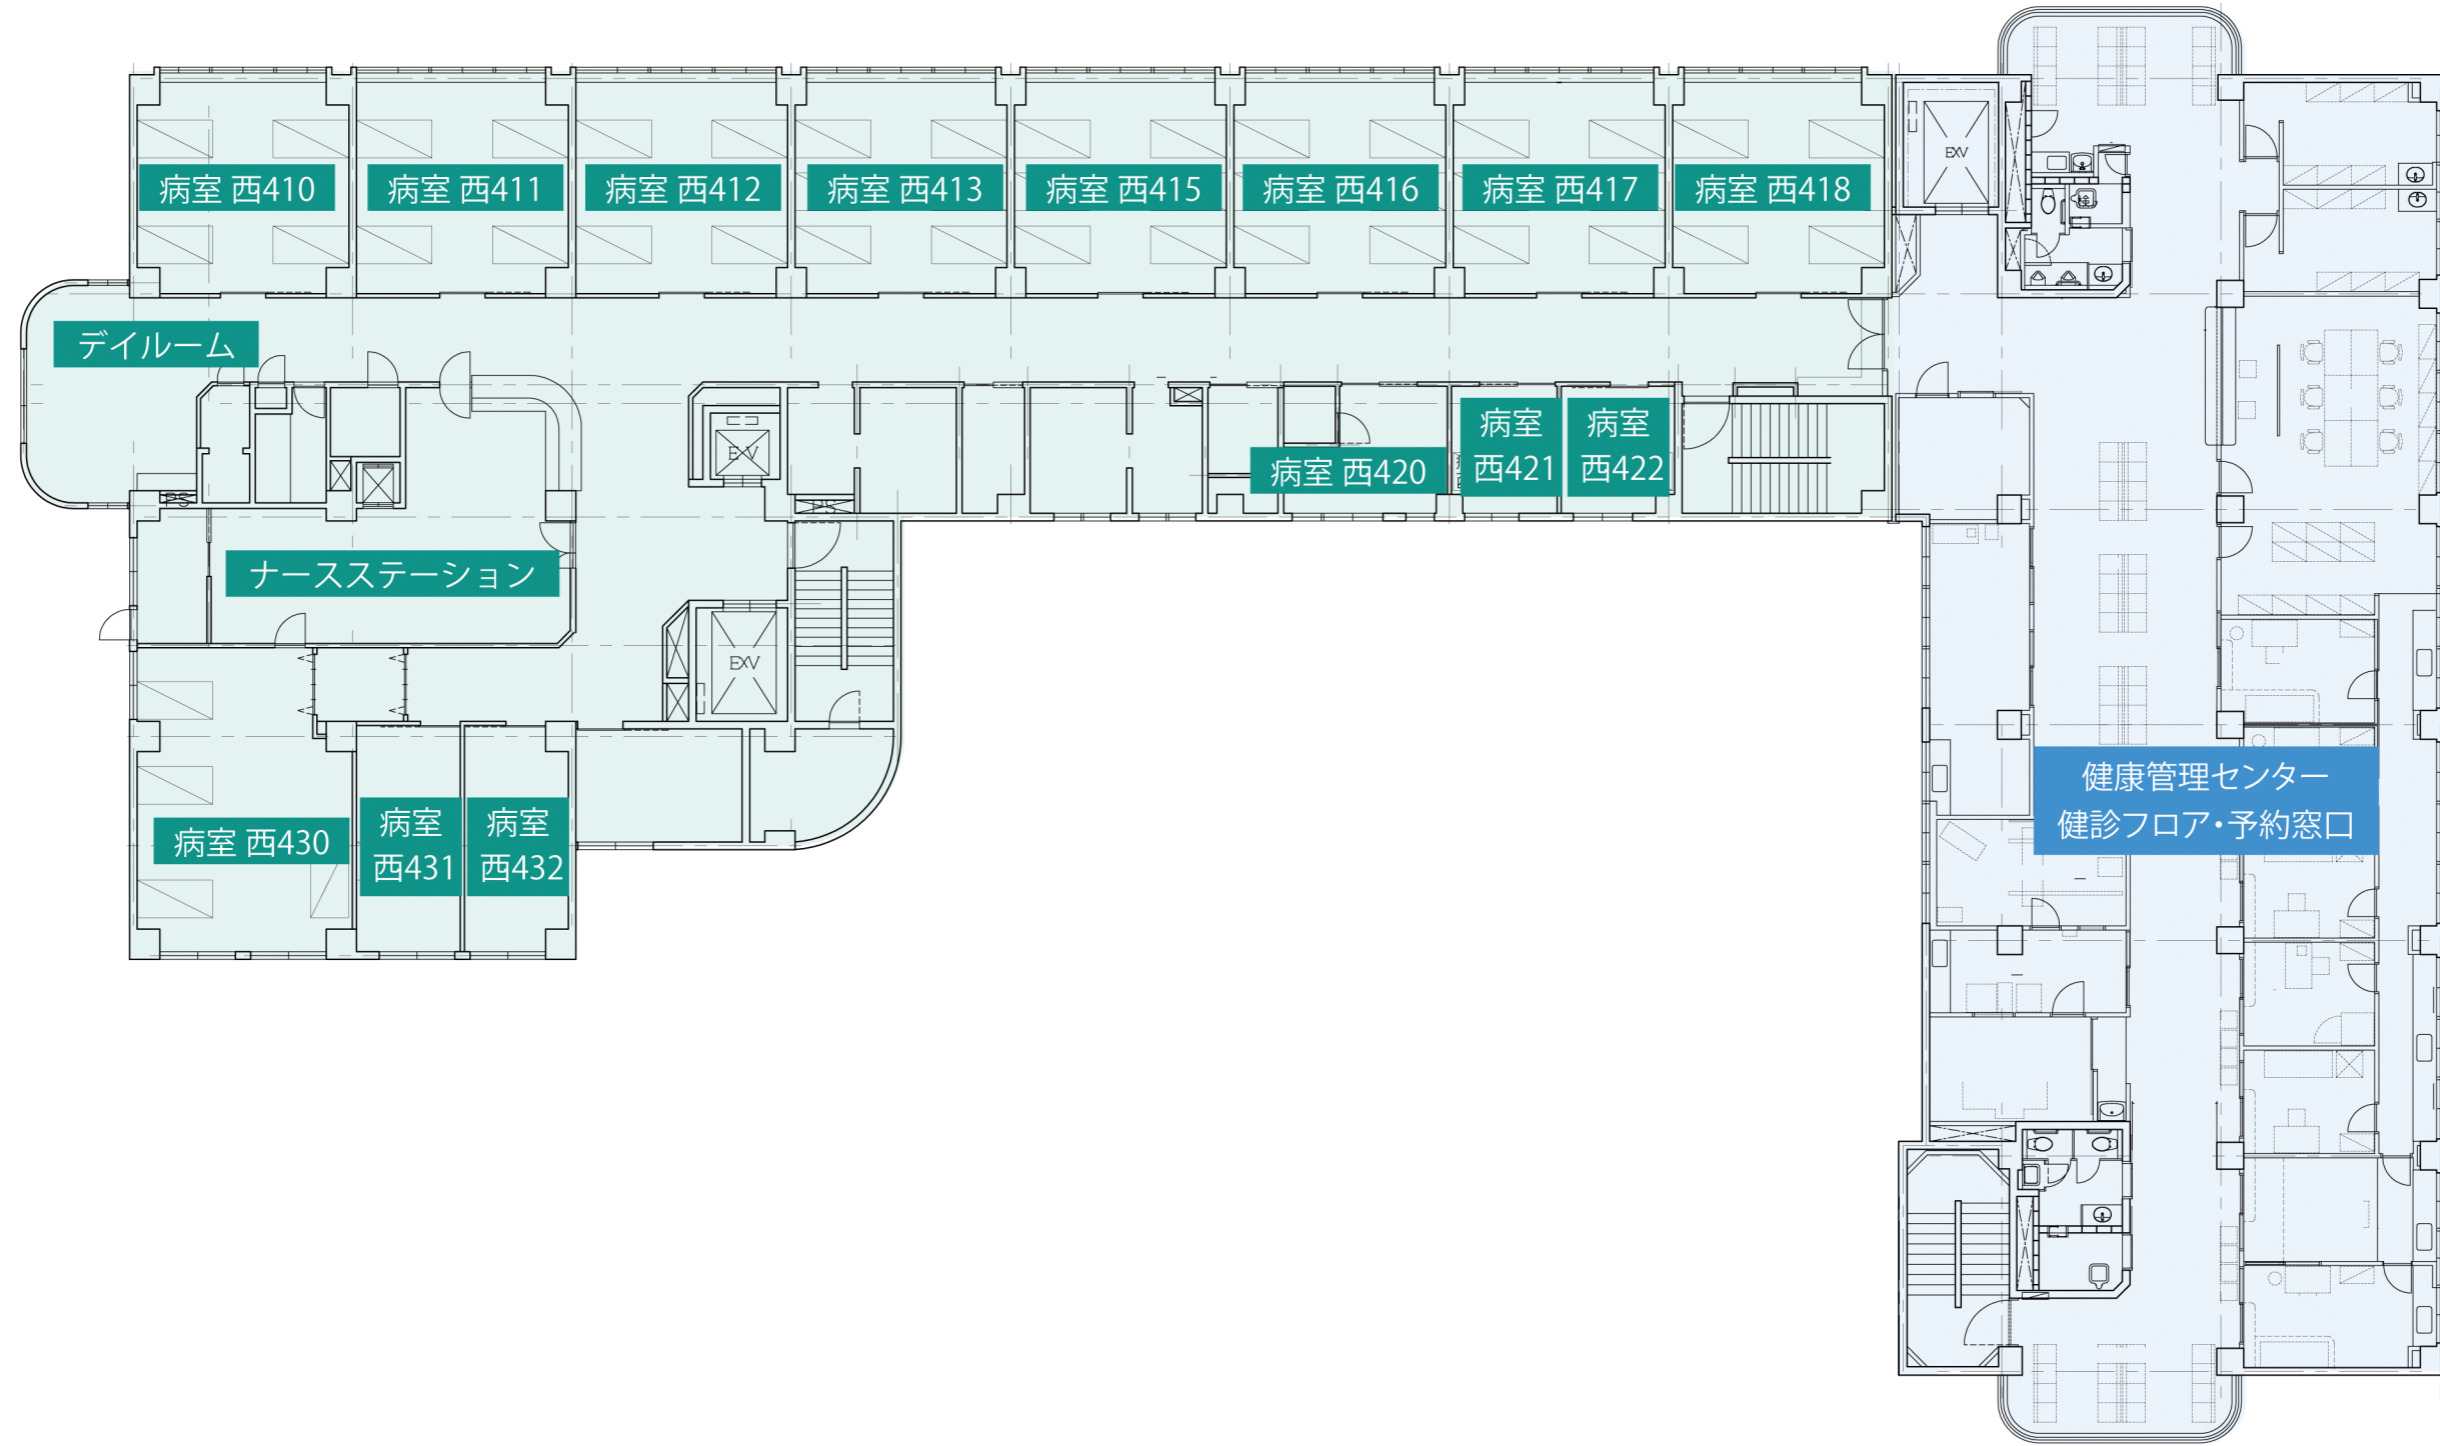 病室 西410
病室 西411
病室 西412
病室 西413
病室 西415
病室 西416
病室 西417
病室 西418
EXV
デイルーム
EXV
病室 西420
病室
西421
病室
西422
PS
PS
ナースステーション
EXV
病室 西430
病室
西431
病室
西432
健康管理センター
健診フロア・予約窓口